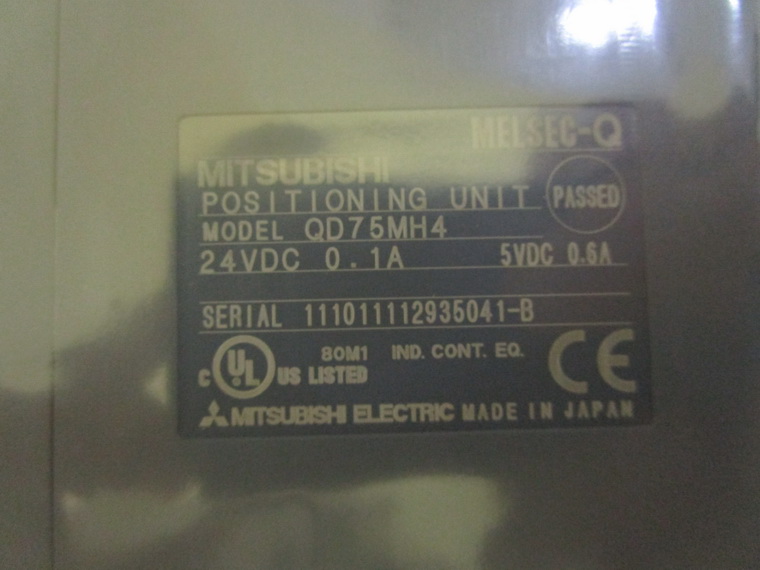 MELSEC-Q
MITSUBISHI
POSITIONING UNIT PASSED
MODEL QD75MH4
24VDC 0.1A 5VDC 0.6A
SERIAL 111011112935041-B
C UL US LISTED 80M1 IND. CONT. EQ. CE
MITSUBISHI ELECTRIC MADE IN JAPAN